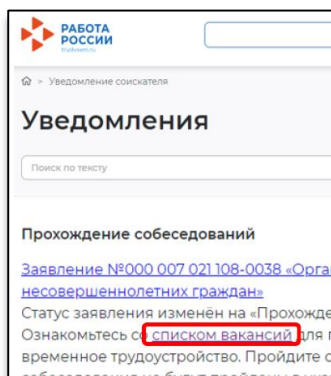 РАБОТА
РОССИИ
trudvsem.ru
> Уведомление соискателя
Уведомления
Поиск по тексту
Прохождение собеседований
Заявление №000 007 021 108-0038 «Орга
несовершеннолетних граждан»
Статус заявления изменён на «Прохожде
Ознакомьтесь со списком вакансий для
временное трудоустройство. Пройдите